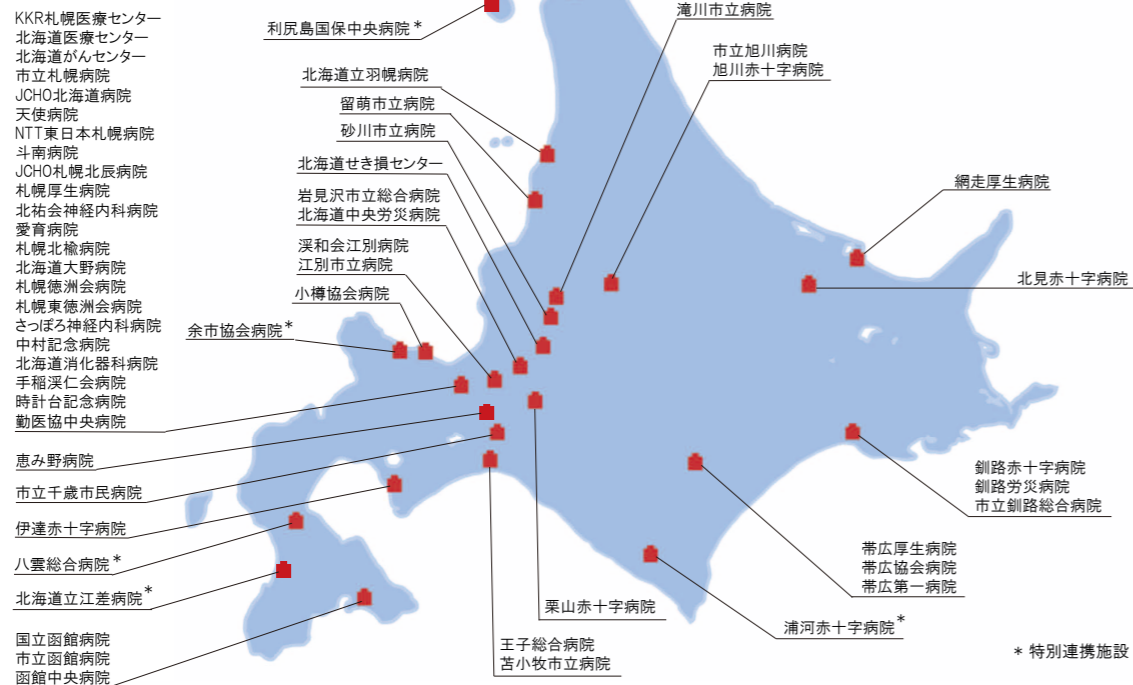 KKR札幌医療センター
北海道医療センター
北海道がんセンター
市立札幌病院
JCHO北海道病院
天使病院
NTT東日本札幌病院
斗南病院
JCHO札幌北辰病院
札幌厚生病院
北祐会神経内科病院
愛育病院
札幌北楡病院
北海道大野病院
札幌徳洲会病院
札幌東徳洲会病院
さっぽろ神経内科病院
中村記念病院
北海道消化器科病院
手稲渓仁会病院
時計台記念病院
勤医協中央病院
恵み野病院
市立千歳市民病院
伊達赤十字病院
八雲総合病院*
北海道立江差病院*
国立函館病院
市立函館病院
函館中央病院
利尻島国保中央病院*
北海道立羽幌病院
留萌市立病院
砂川市立病院
北海道せき損センター
岩見沢市立総合病院
北海道中央労災病院
渓和会江別病院
江別市立病院
小樽協会病院
余市協会病院*
滝川市立病院
市立旭川病院
旭川赤十字病院
網走厚生病院
北見赤十字病院
釧路赤十字病院
釧路労災病院
市立釧路総合病院
帯広厚生病院
帯広協会病院
帯広第一病院
浦河赤十字病院*
栗山赤十字病院
王子総合病院
苫小牧市立病院
* 特別連携施設